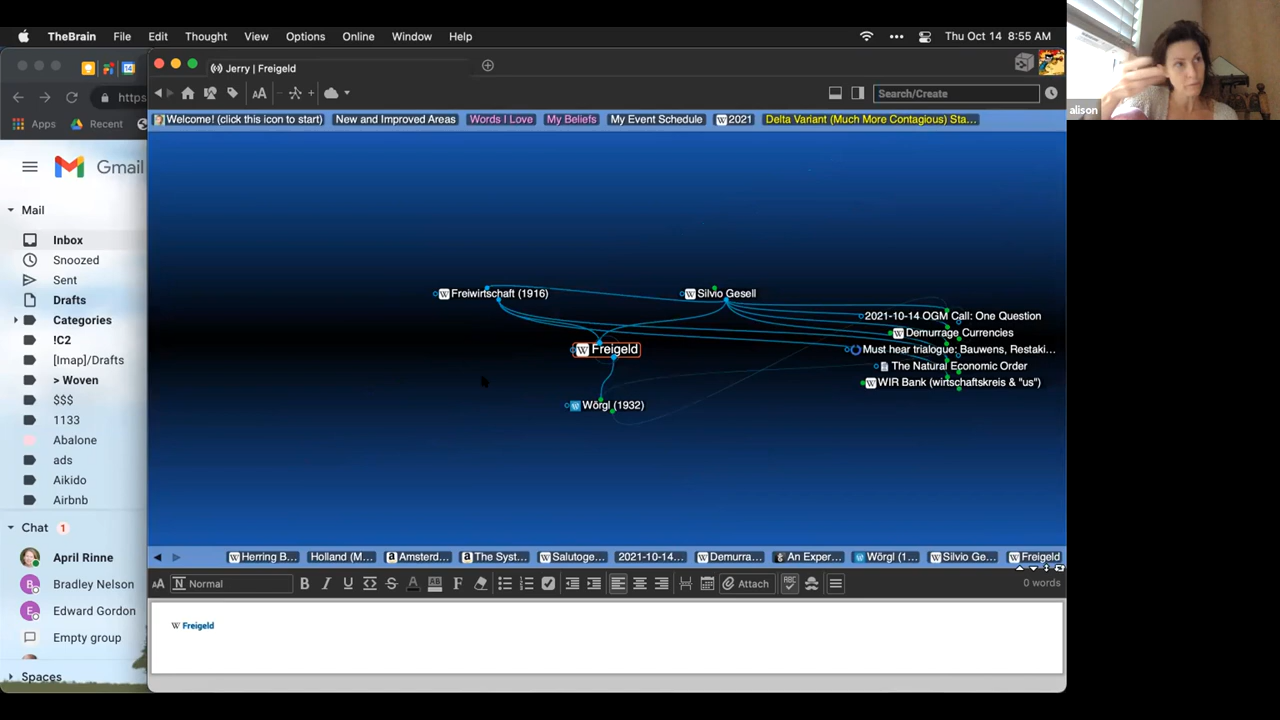 TheBrain File Edit Thought View Options Online Window Help Thu Oct 14 8:55 AM
Jerry | Freigeld
https
Search/Create
Apps Recent
Welcome! (click this icon to start) New and Improved Areas Words I Love My Beliefs My Event Schedule 2021 Delta Variant (Much More Contagious) Sta...
alison
Gmail
Mail
Inbox
Snoozed
Sent
Drafts
Categories
!C2
[Imap]/Drafts
> Woven
$$$
1133
Abalone
ads
Aikido
Airbnb
Chat 1
April Rinne
Bradley Nelson
Edward Gordon
Empty group
Spaces
Freiwirtschaft (1916)
Silvio Gesell
Freigeld
Wörgl (1932)
2021-10-14 OGM Call: One Question
Demurrage Currencies
Must hear trialogue: Bauwens, Restaki...
The Natural Economic Order
WIR Bank (wirtschaftskreis & "us")
Herring B... Holland (M... Amsterd... The Syst... Salutoge... 2021-10-14... Demurra... An Exper... Wörgl (1... Silvio Ge... Freigeld
Normal B I U S A AB F Attach 0 words
W Freigeld